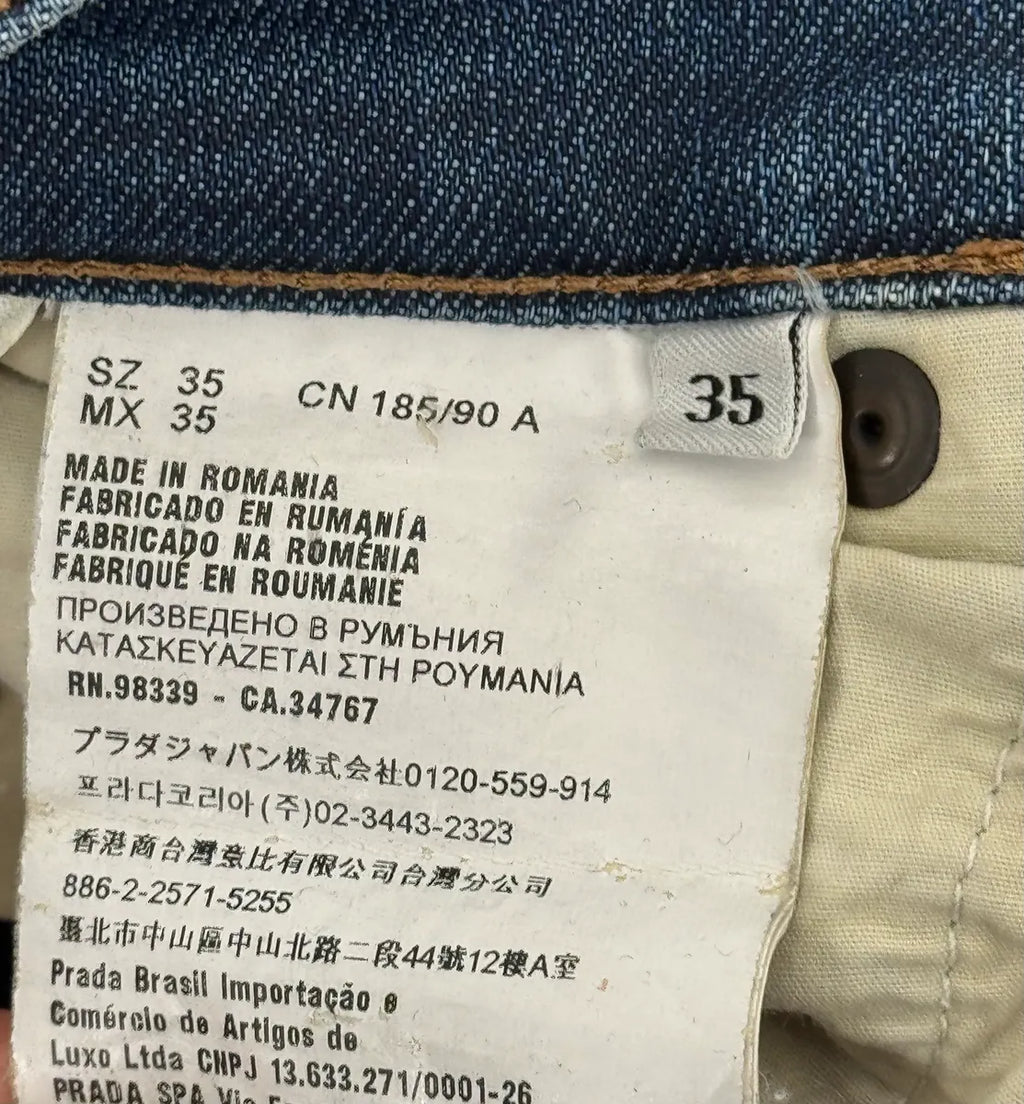 SZ 35 CN 185/90 A
MX 35
35
MADE IN ROMANIA
FABRICADO EN RUMANÍA
FABRICADO NA ROMÉNIA
FABRIQUÉ EN ROUMANIE
ПРОИЗВЕДЕНО В РУМЪНИЯ
ΚΑΤΑΣΚΕΥΑΖΕΤΑΙ ΣΤΗ ΡΟΥΜΑΝΙΑ
RN.98339 - CA.34767
プラダジャパン株式会社0120-559-914
프라다코리아(주)02-3443-2323
香港商台灣意比有限公司台灣分公司
886-2-2571-5255
臺北市中山區中山北路二段44號12樓A室
Prada Brasil Importação e
Comércio de Artigos de
Luxo Ltda CNPJ 13.633.271/0001-26
PRADA SPA Via